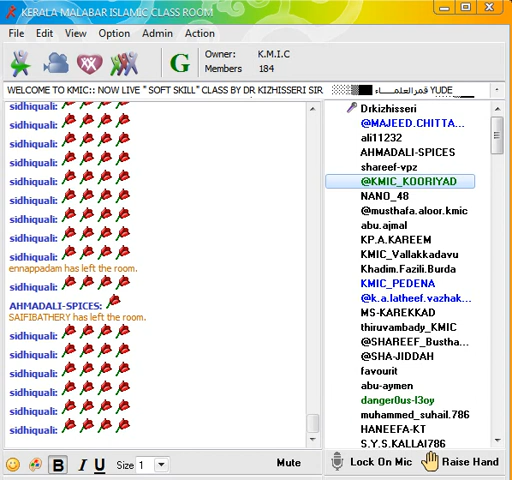 KERALA MALABAR ISLAMIC CLASS ROOM
File Edit View Option Admin Action
G Owner: K.M.I.C
Members 184
WELCOME TO KMIC:: NOW LIVE " SOFT SKILL" CLASS BY DR KIZHISSERI SIR قمرالعلمــاء YUDE
sidhiquali:
sidhiquali:
sidhiquali:
sidhiquali:
sidhiquali:
sidhiquali:
sidhiquali:
sidhiquali:
sidhiquali:
ennappadam has left the room.
sidhiquali:
AHMADALI-SPICES:
SAIFIBATHERY has left the room.
sidhiquali:
sidhiquali:
sidhiquali:
sidhiquali:
sidhiquali:
sidhiquali:
Drkizhisseri
@MAJEED.CHITTA...
ali11232
AHMADALI-SPICES
shareef-vpz
@KMIC_KOORIYAD
NANO_48
@musthafa.aloor.kmic
abu.ajmal
KP.A.KAREEM
KMIC_Vallakkadavu
Khadim.Fazili.Burda
KMIC_PEDENA
@k.a.latheef.vazhak...
MS-KAREKKAD
thiruvambady_KMIC
@SHAREEF_Bustha...
@SHA-JIDDAH
favourit
abu-aymen
danger0us-l3oy
muhammed_suhail.786
HANEEFA-KT
S.Y.S.KALLAI786
B I U Size 1 Mute
Lock On Mic Raise Hand